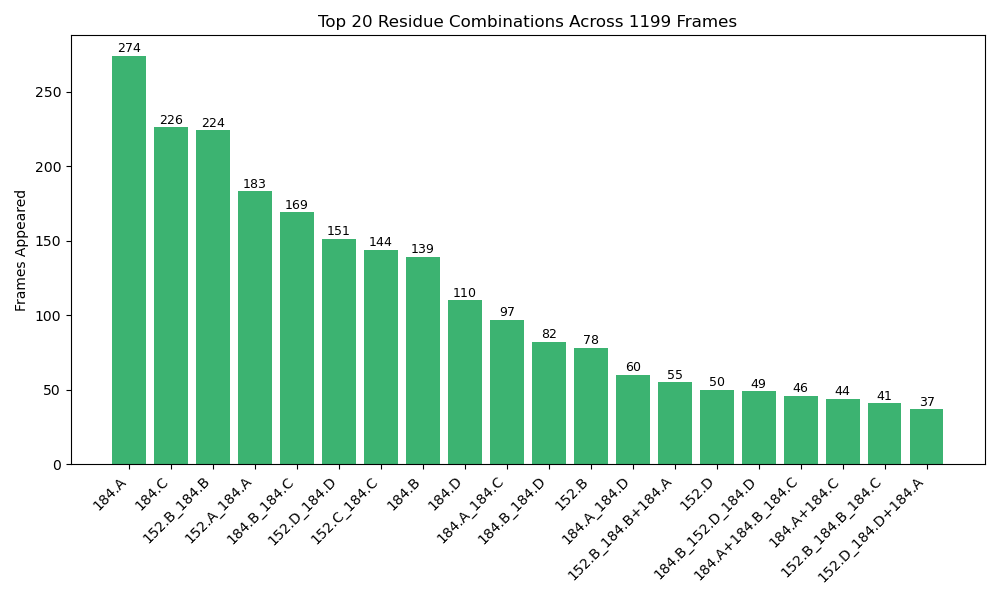 Top 20 Residue Combinations Across 1199 Frames
Frames Appeared
250
200
150
100
50
0
274
226
224
183
169
151
144
139
110
97
82
78
60
55
50
49
46
44
41
37
184.A
184.C
152.B_184.B
152.A_184.A
184.B_184.C
152.D_184.D
152.C_184.C
184.B
184.D
184.A_184.C
184.B_184.D
152.B
184.A_184.D
152.B_184.B+184.A
152.D
184.B_152.D_184.D
184.A+184.B_184.C
184.A+184.C
152.B_184.B_184.C
152.D_184.D+184.A